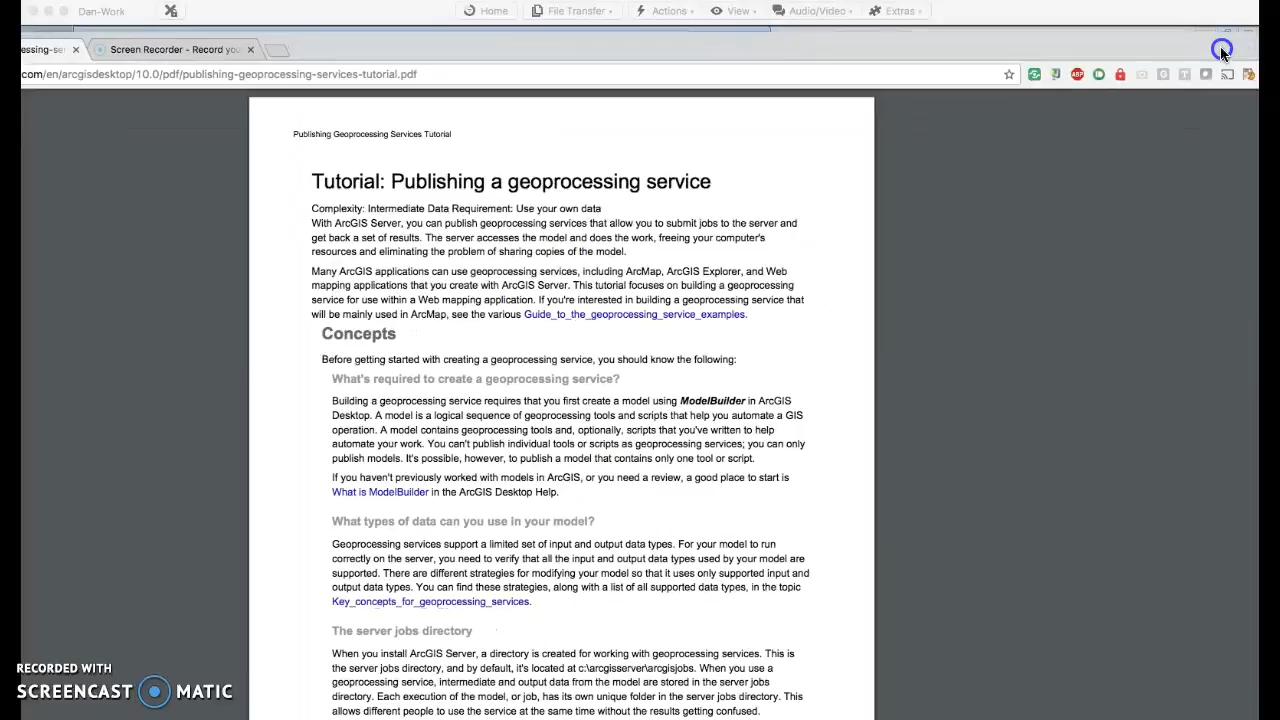 Dan-Work
Home File Transfer Actions View Audio/Video Extras
essing-ser Screen Recorder - Record you
com/en/arcgisdesktop/10.0/pdf/publishing-geoprocessing-services-tutorial.pdf
ABP
Publishing Geoprocessing Services Tutorial
Tutorial: Publishing a geoprocessing service
Complexity: Intermediate Data Requirement: Use your own data
With ArcGIS Server, you can publish geoprocessing services that allow you to submit jobs to the server and
get back a set of results. The server accesses the model and does the work, freeing your computer's
resources and eliminating the problem of sharing copies of the model.
Many ArcGIS applications can use geoprocessing services, including ArcMap, ArcGIS Explorer, and Web
mapping applications that you create with ArcGIS Server. This tutorial focuses on building a geoprocessing
service for use within a Web mapping application. If you're interested in building a geoprocessing service that
will be mainly used in ArcMap, see the various Guide_to_the_geoprocessing_service_examples.
Concepts
Before getting started with creating a geoprocessing service, you should know the following:
What's required to create a geoprocessing service?
Building a geoprocessing service requires that you first create a model using ModelBuilder in ArcGIS
Desktop. A model is a logical sequence of geoprocessing tools and scripts that help you automate a GIS
operation. A model contains geoprocessing tools and, optionally, scripts that you've written to help
automate your work. You can't publish individual tools or scripts as geoprocessing services; you can only
publish models. It's possible, however, to publish a model that contains only one tool or script.
If you haven't previously worked with models in ArcGIS, or you need a review, a good place to start is
What is ModelBuilder in the ArcGIS Desktop Help.
What types of data can you use in your model?
Geoprocessing services support a limited set of input and output data types. For your model to run
correctly on the server, you need to verify that all the input and output data types used by your model are
supported. There are different strategies for modifying your model so that it uses only supported input and
output data types. You can find these strategies, along with a list of all supported data types, in the topic
Key_concepts_for_geoprocessing_services.
The server jobs directory
When you install ArcGIS Server, a directory is created for working with geoprocessing services. This is
the server jobs directory, and by default, it's located at c:\arcgisserver\arcgisjobs. When you use a
geoprocessing service, intermediate and output data from the model are stored in the server jobs
directory. Each execution of the model, or job, has its own unique folder in the server jobs directory. This
allows different people to use the service at the same time without the results getting confused.
RECORDED WITH
SCREENCAST MATIC